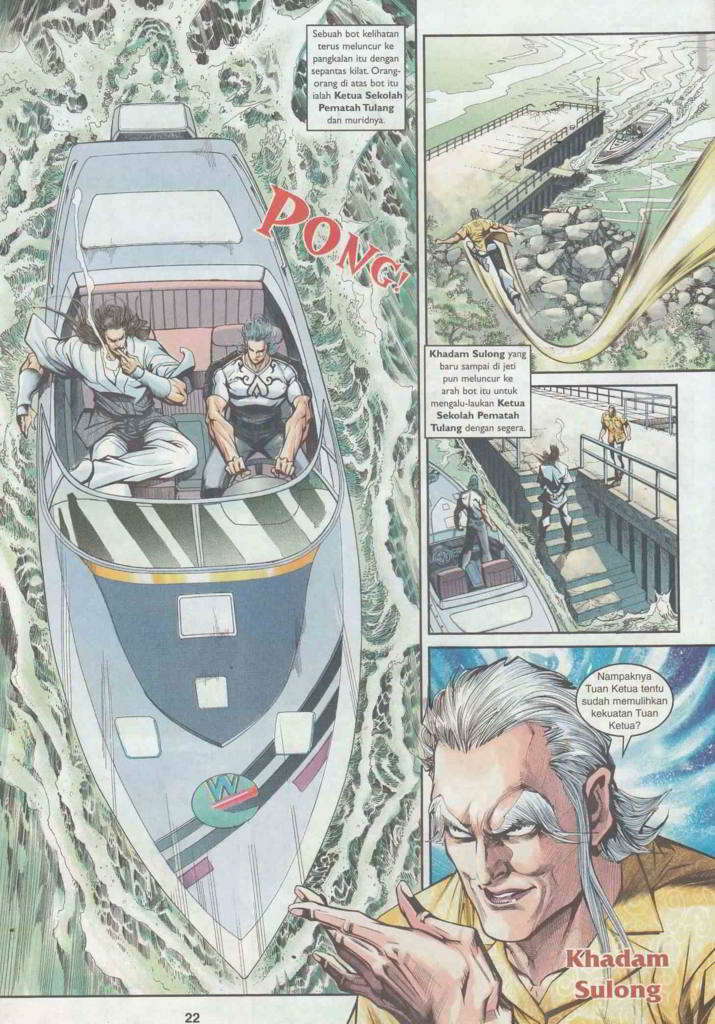 Sebuah bot kelihatan
terus meluncur ke
pangkalan itu dengan
sepantas kilat. Orang-
orang di atas bot itu
ialah Ketua Sekolah
Pematah Tulang
dan muridnya.
PONG!
W
Khadam Sulong yang
baru sampai di jeti
pun meluncur ke
arah bot itu untuk
mengalu-laukan Ketua
Sekolah Pematah
Tulang dengan segera.
Nampaknya
Tuan Ketua tentu
sudah memulihkan
kekuatan Tuan
Ketua?
Khadam
Sulong
22